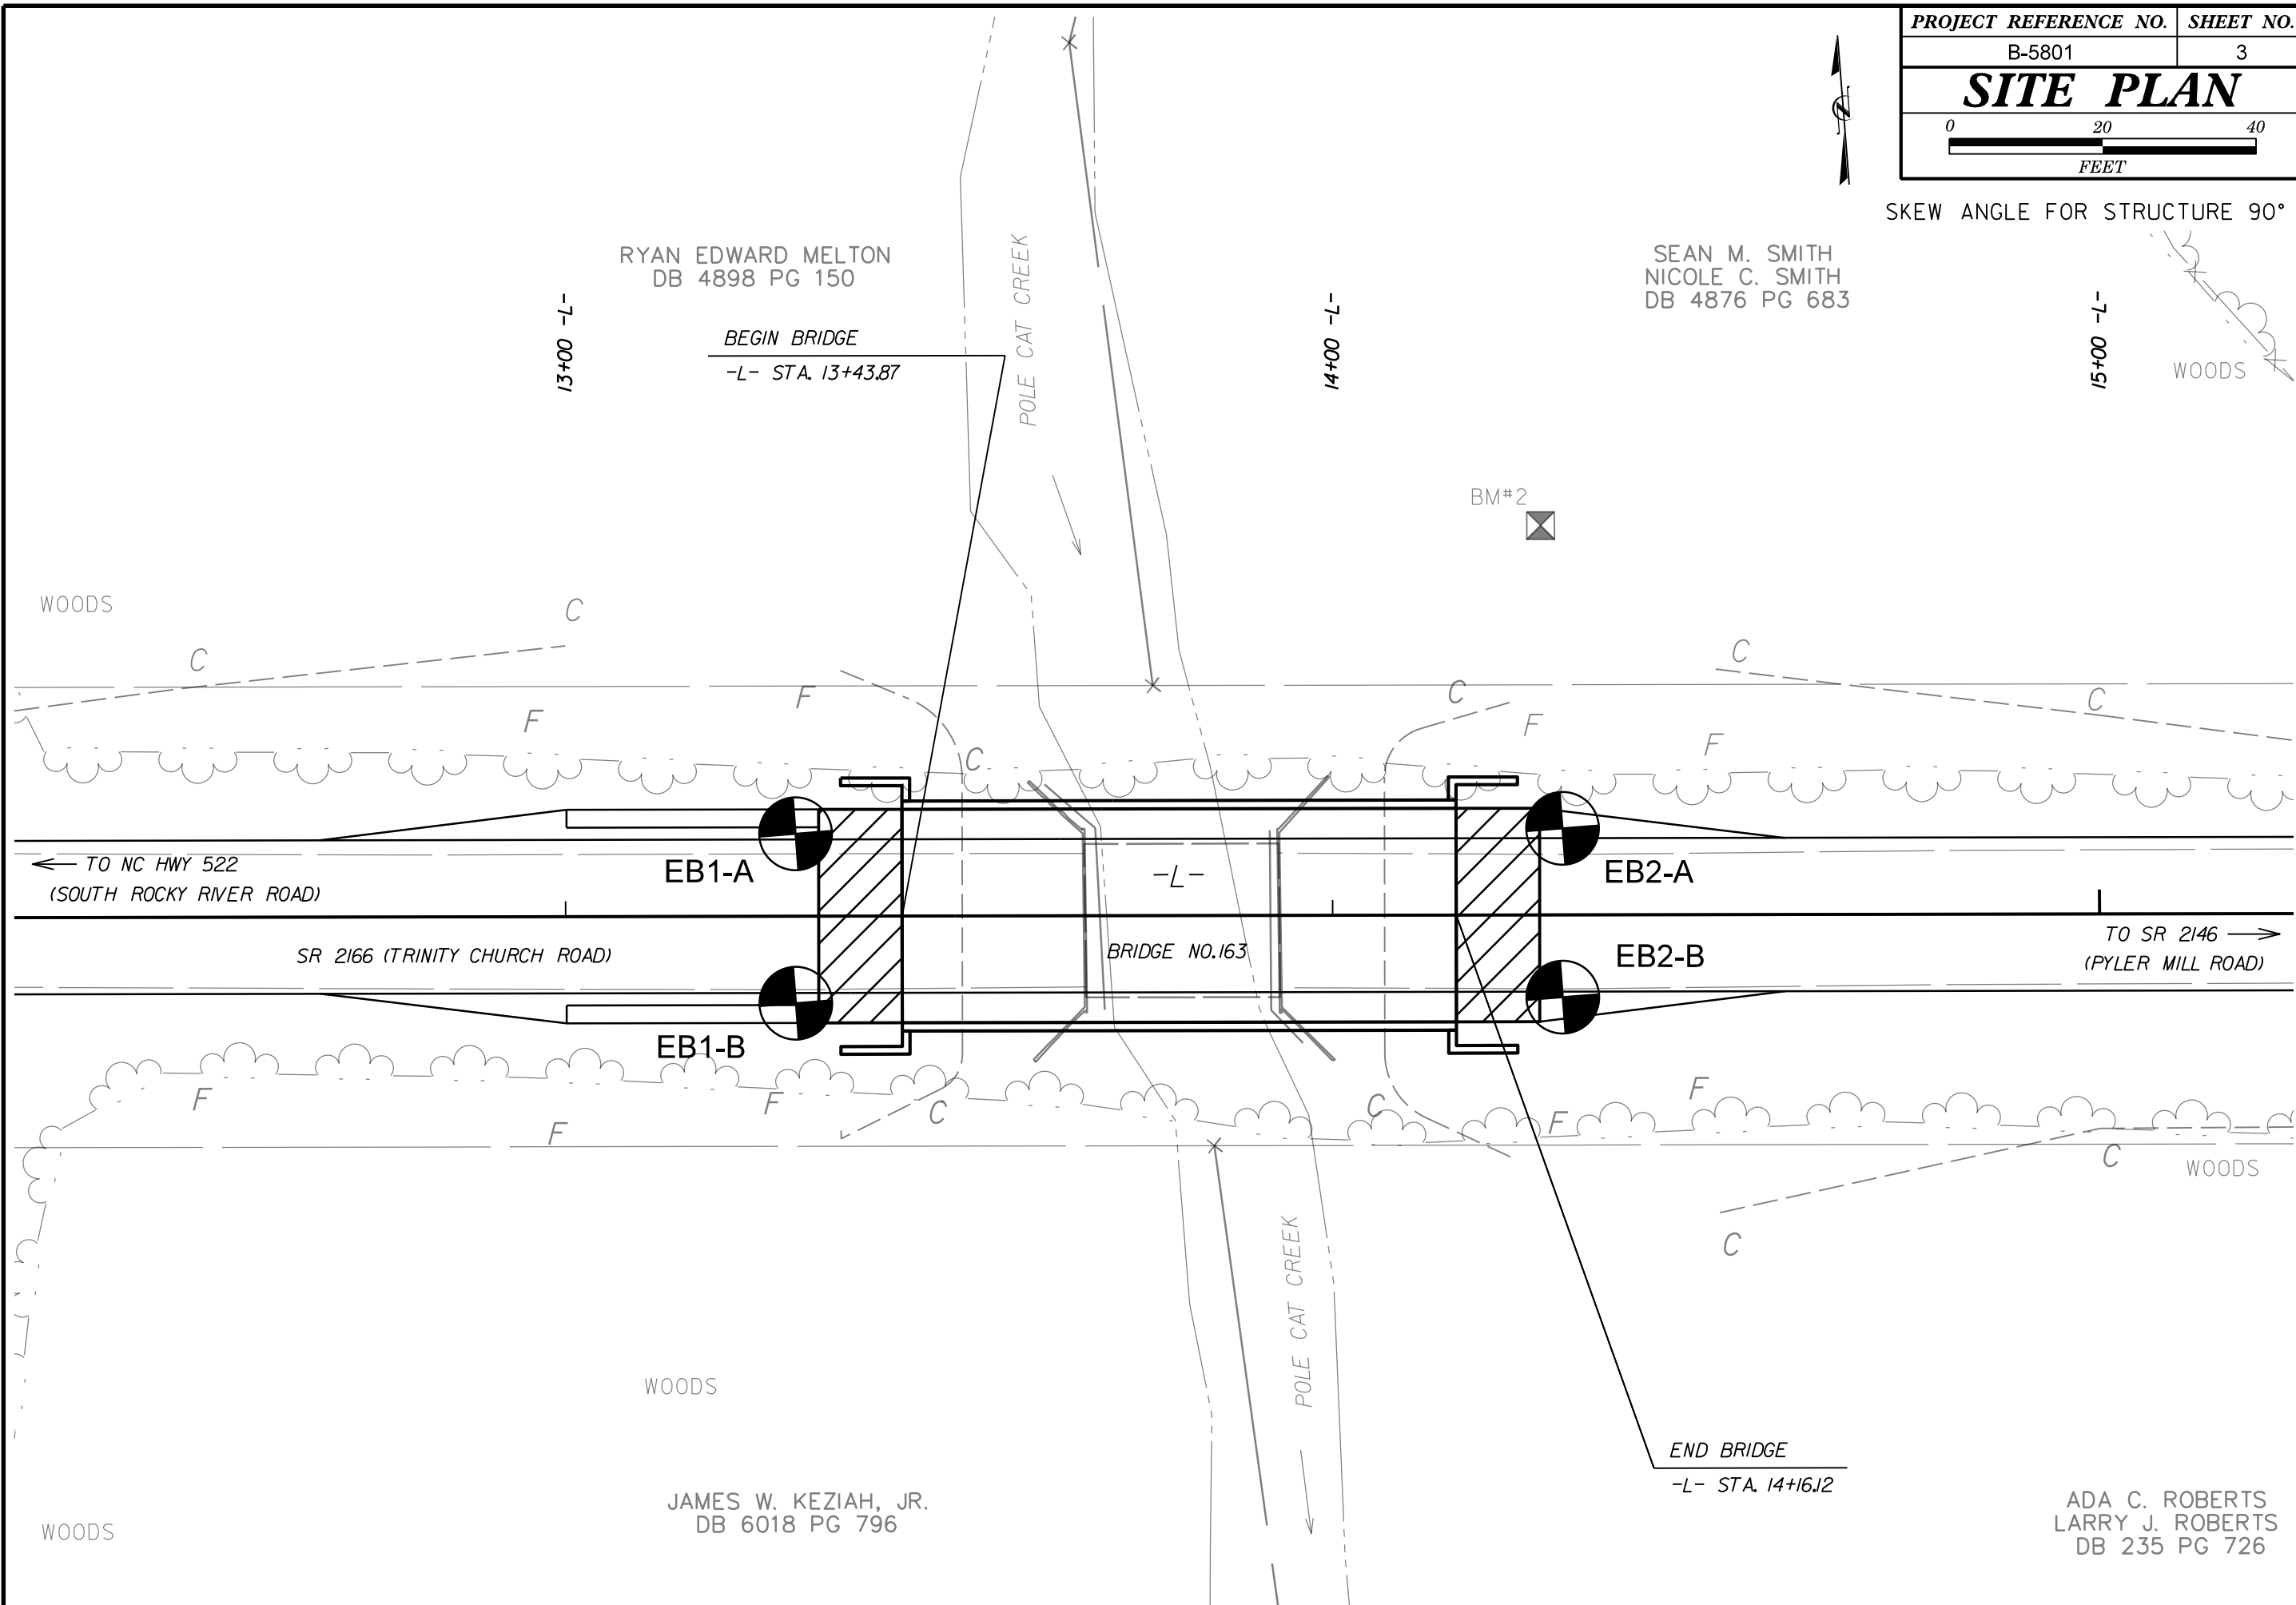 PROJECT REFERENCE NO. SHEET NO.
B-5801 3
SITE PLAN
0 20 40
FEET
SKEW ANGLE FOR STRUCTURE 90°
N
RYAN EDWARD MELTON
DB 4898 PG 150
SEAN M. SMITH
NICOLE C. SMITH
DB 4876 PG 683
BEGIN BRIDGE
-L- STA. 13+43.87
13+00 -L-
POLE CAT CREEK
14+00 -L-
15+00 -L-
WOODS
BM#2
WOODS
C
C
C
C
C
F
F
F
F
C
EB1-A
EB2-A
TO NC HWY 522
(SOUTH ROCKY RIVER ROAD)
-L-
SR 2166 (TRINITY CHURCH ROAD)
BRIDGE NO.163
EB2-B
TO SR 2146
(PYLER MILL ROAD)
EB1-B
F
F
F
C
C
F
F
C
WOODS
C
POLE CAT CREEK
WOODS
END BRIDGE
-L- STA. 14+16.12
JAMES W. KEZIAH, JR.
DB 6018 PG 796
WOODS
ADA C. ROBERTS
LARRY J. ROBERTS
DB 235 PG 726